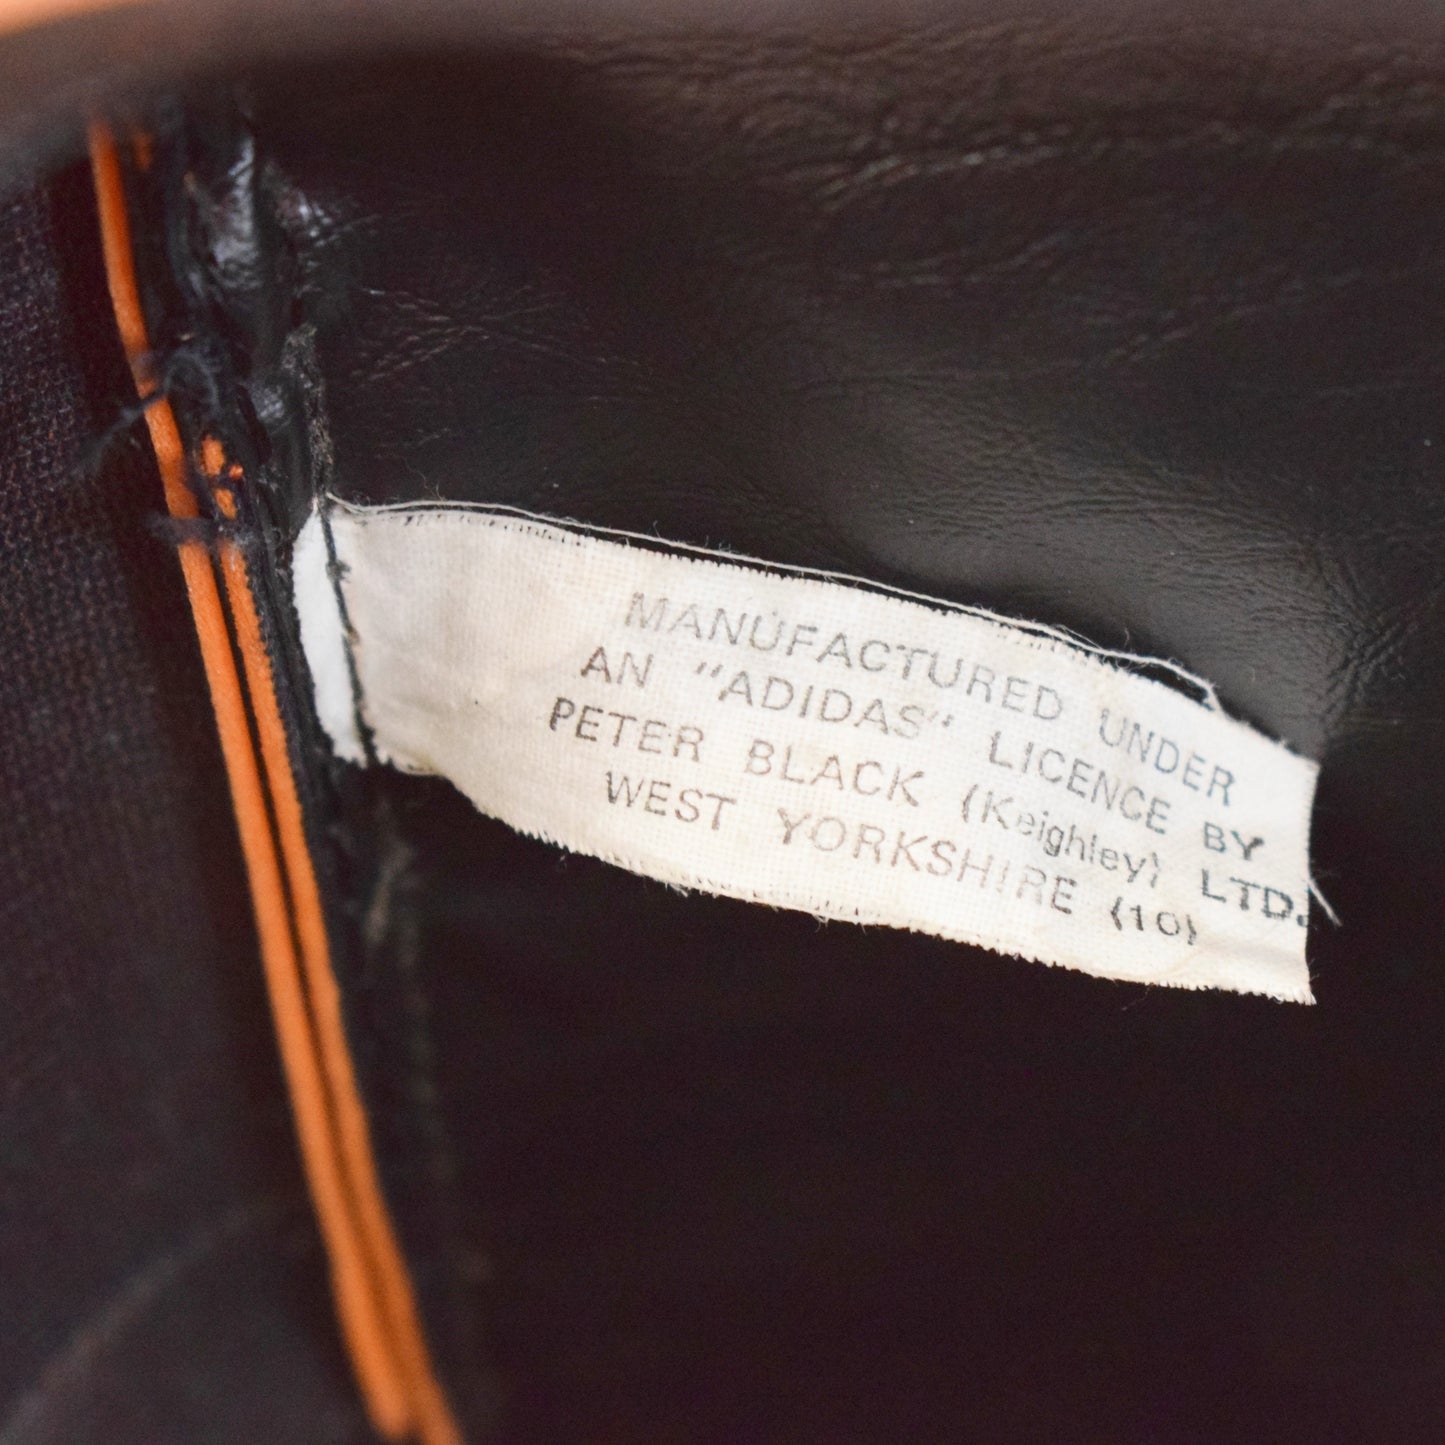 MANUFACTURED UNDER
AN "ADIDAS" LICENCE BY
PETER BLACK (Keighley) LTD.
WEST YORKSHIRE (10)